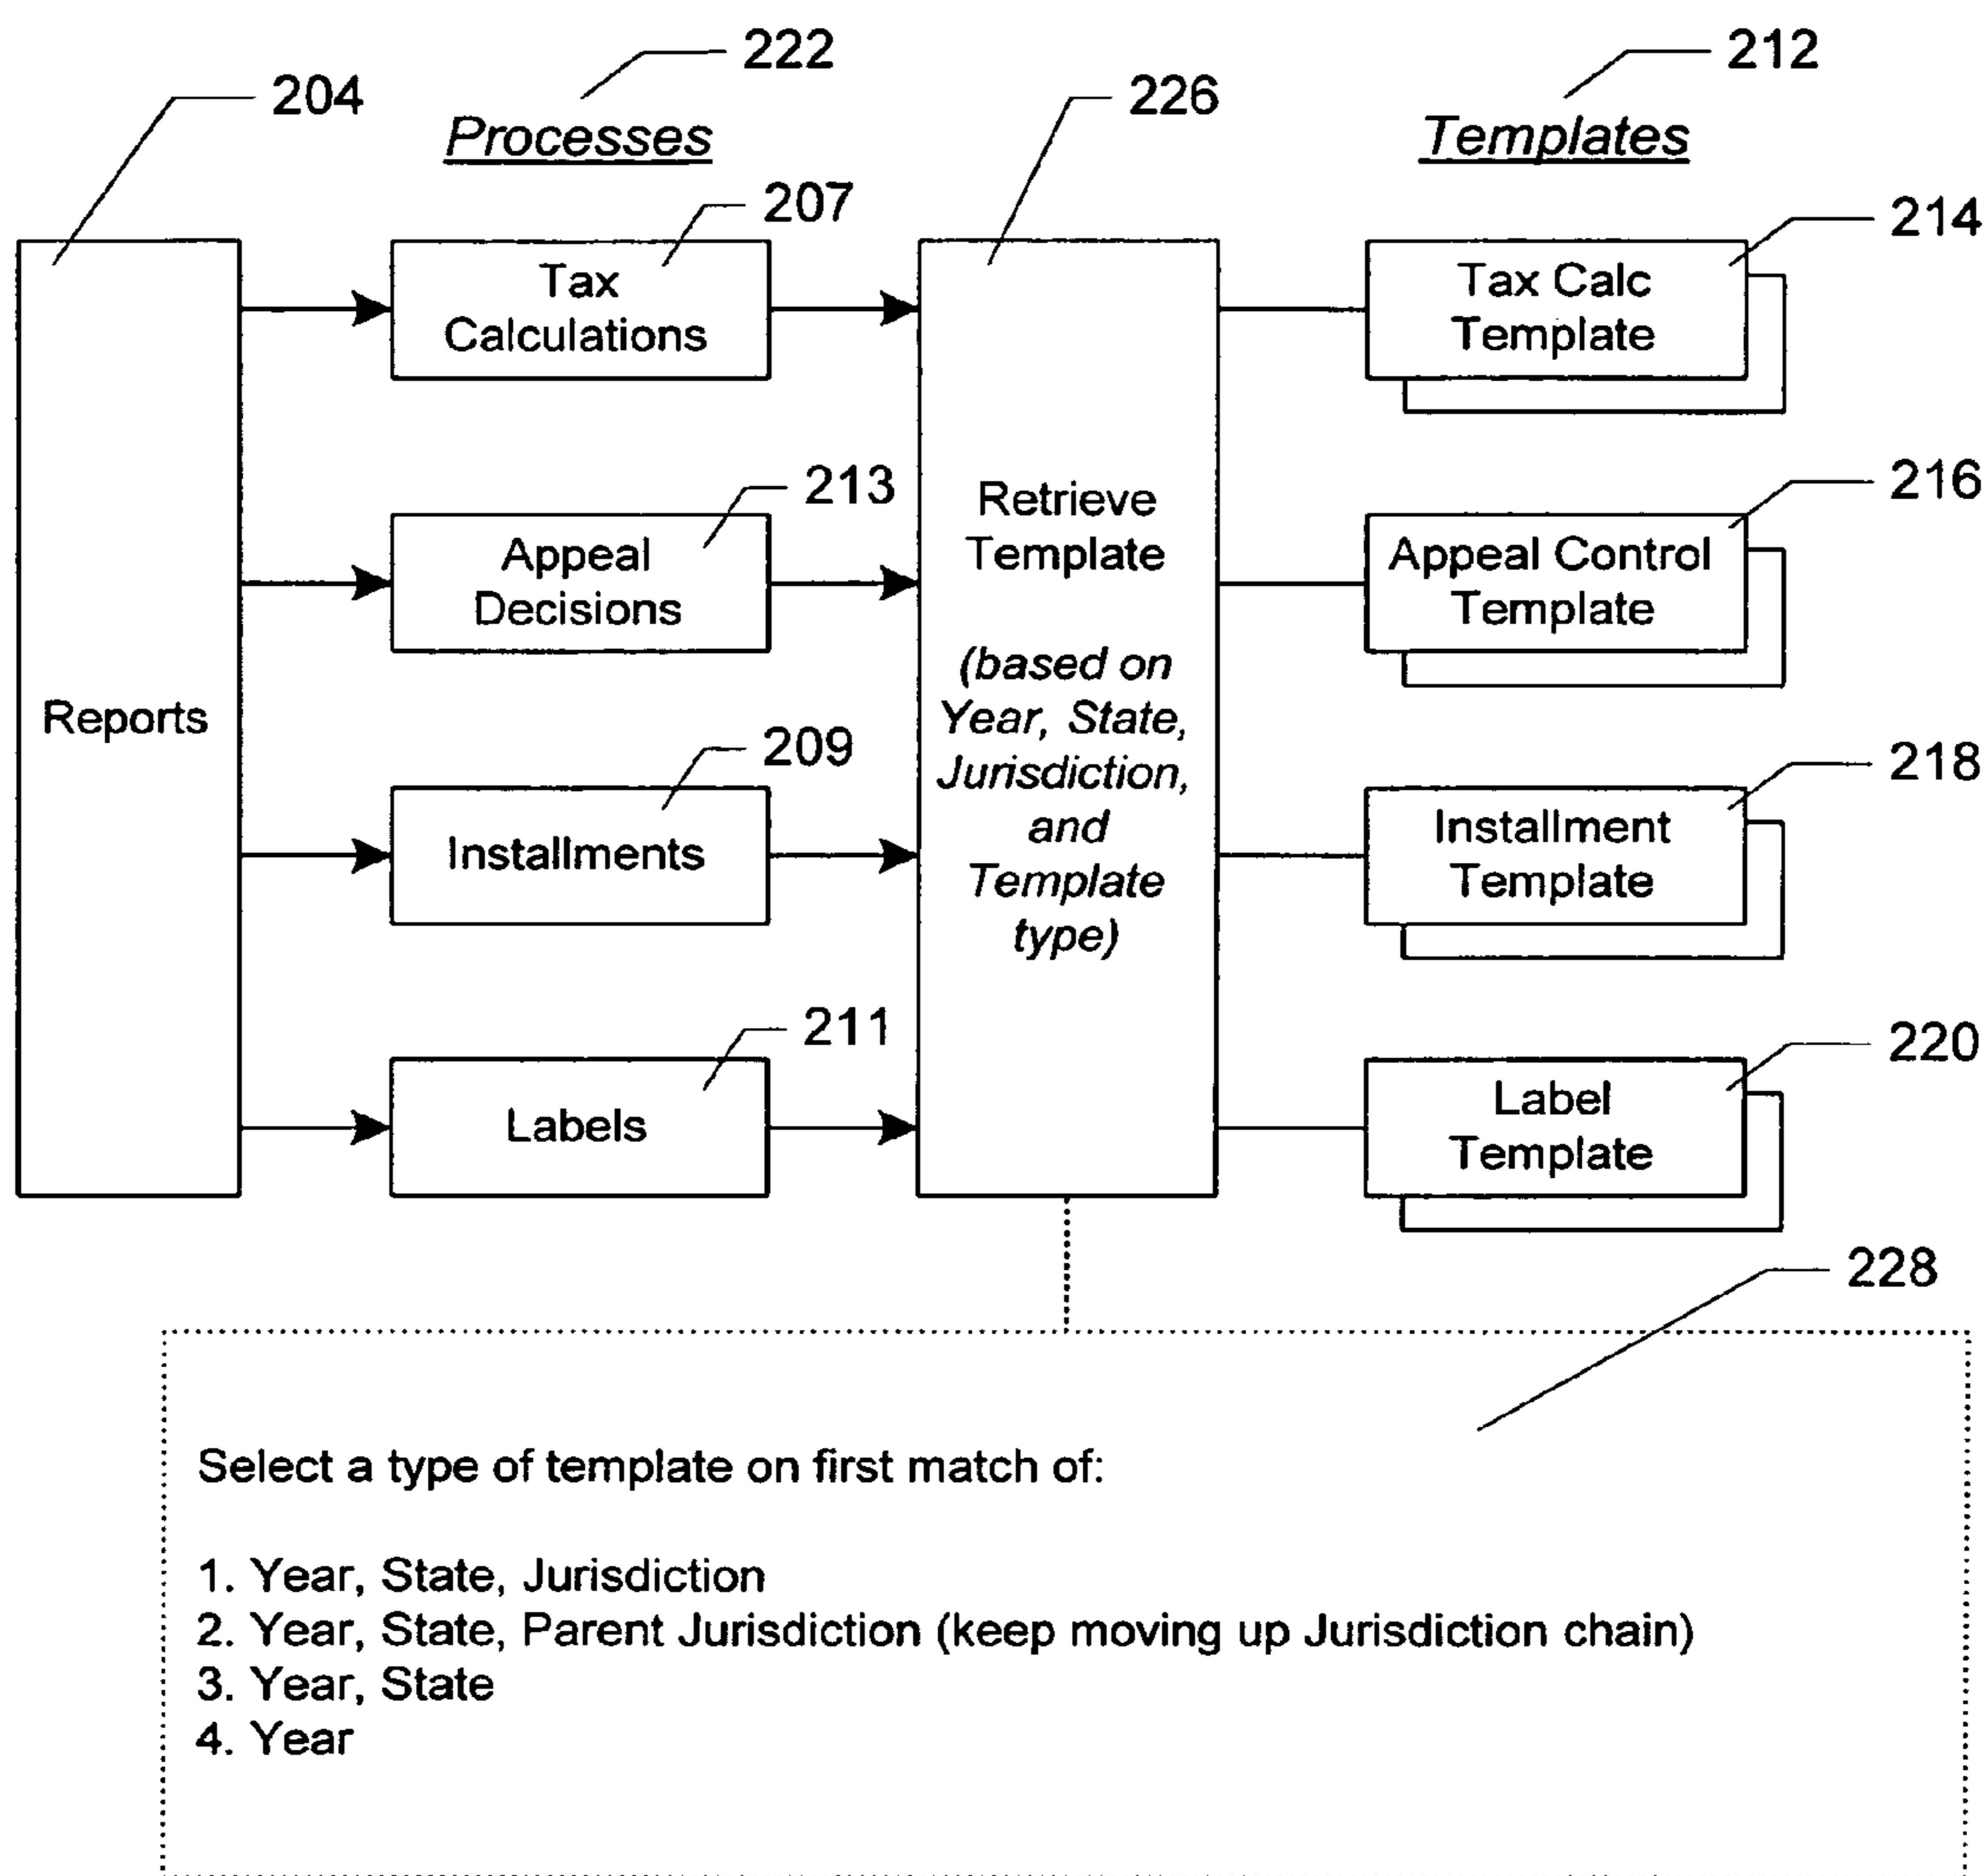 222
212
204
226
Processes
Templates
207
214
Tax
Calculations
Tax Calc
Template
213
216
Retrieve
Template
Appeal
Decisions
Appeal Control
Template
(based on
Year, State,
Jurisdiction,
and
Template
type)
Reports
209
218
Installments
Installment
Template
211
220
Labels
Label
Template
228
Select a type of template on first match of:
1. Year, State, Jurisdiction
2. Year, State, Parent Jurisdiction (keep moving up Jurisdiction chain)
3. Year, State
4. Year